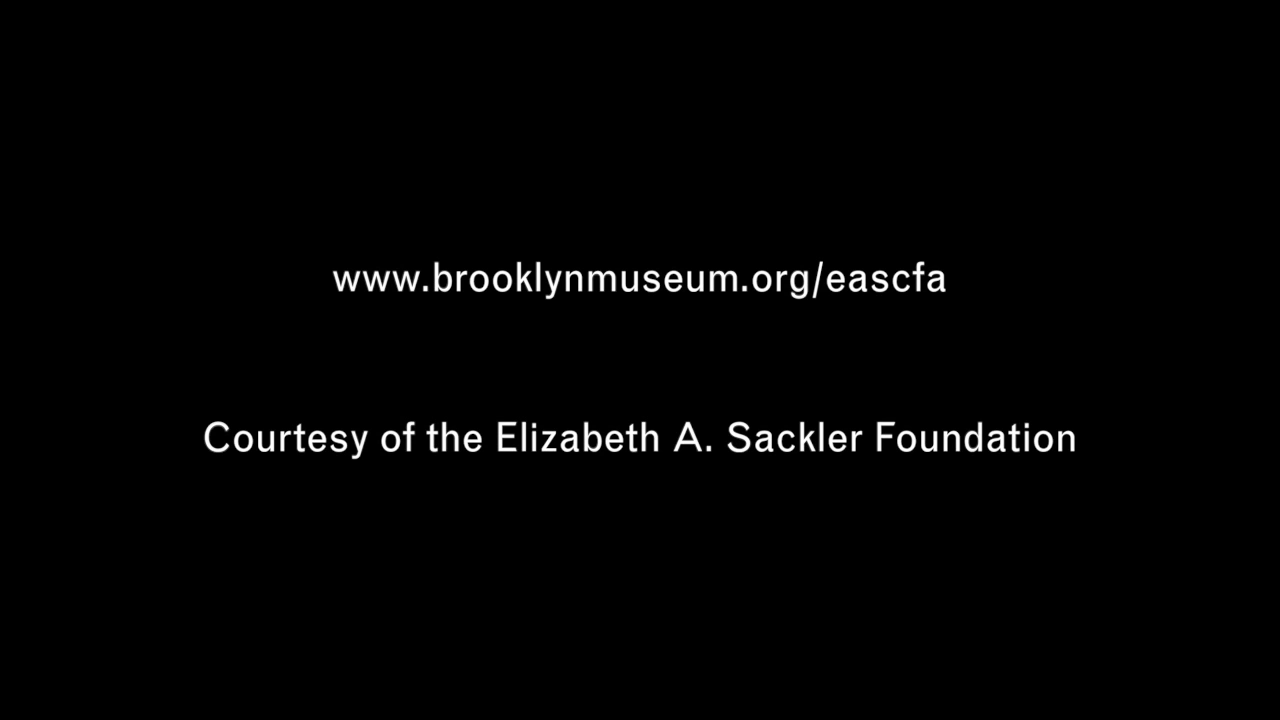 www.brooklynmuseum.org/eascfa
Courtesy of the Elizabeth A. Sackler Foundation